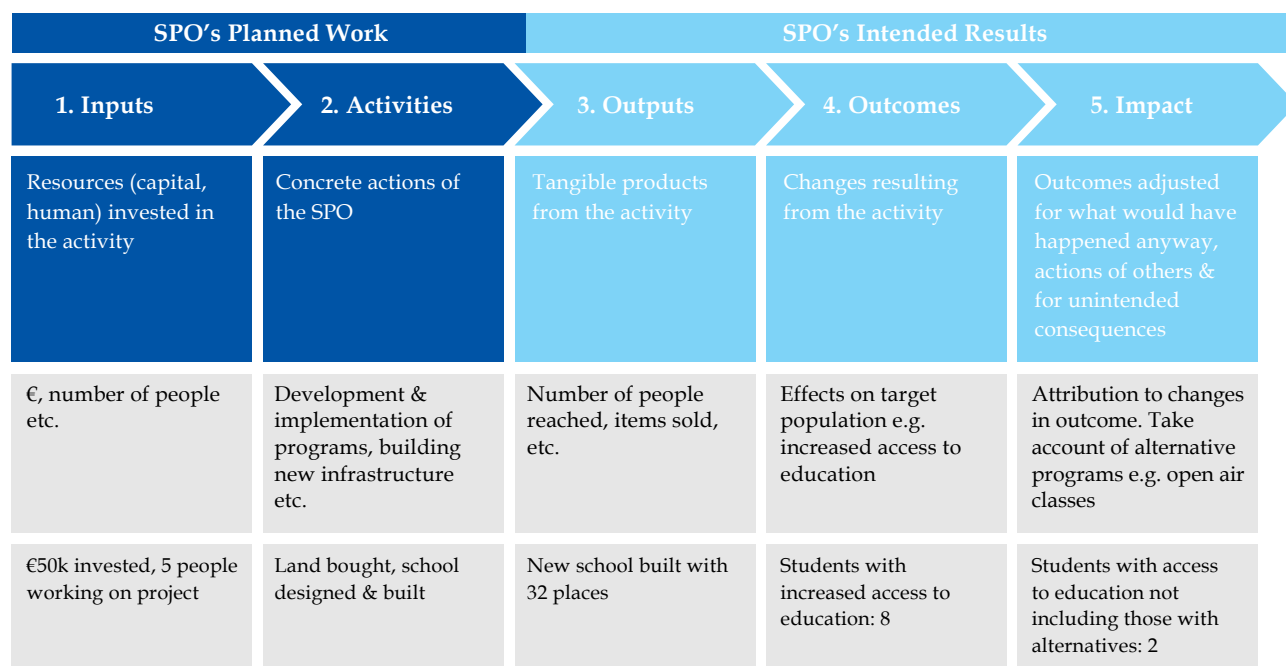 SPO’s Planned Work
SPO’s Intended Results
1. Inputs
2. Activities
3. Outputs
4. Outcomes
5. Impact
Resources (capital,
human) invested in
the activity
Concrete actions of
the SPO
Tangible products
from the activity
Changes resulting
from the activity
Outcomes adjusted
for what would have
happened anyway,
actions of others &
for unintended
consequences
€, number of people
etc.
Development &
implementation of
programs, building
new infrastructure
etc.
Number of people
reached, items sold,
etc.
Effects on target
population e.g.
increased access to
education
Attribution to changes
in outcome. Take
account of alternative
programs e.g. open air
classes
€50k invested, 5 people
working on project
Land bought, school
designed & built
New school built with
32 places
Students with
increased access to
education: 8
Students with access
to education not
including those with
alternatives: 2